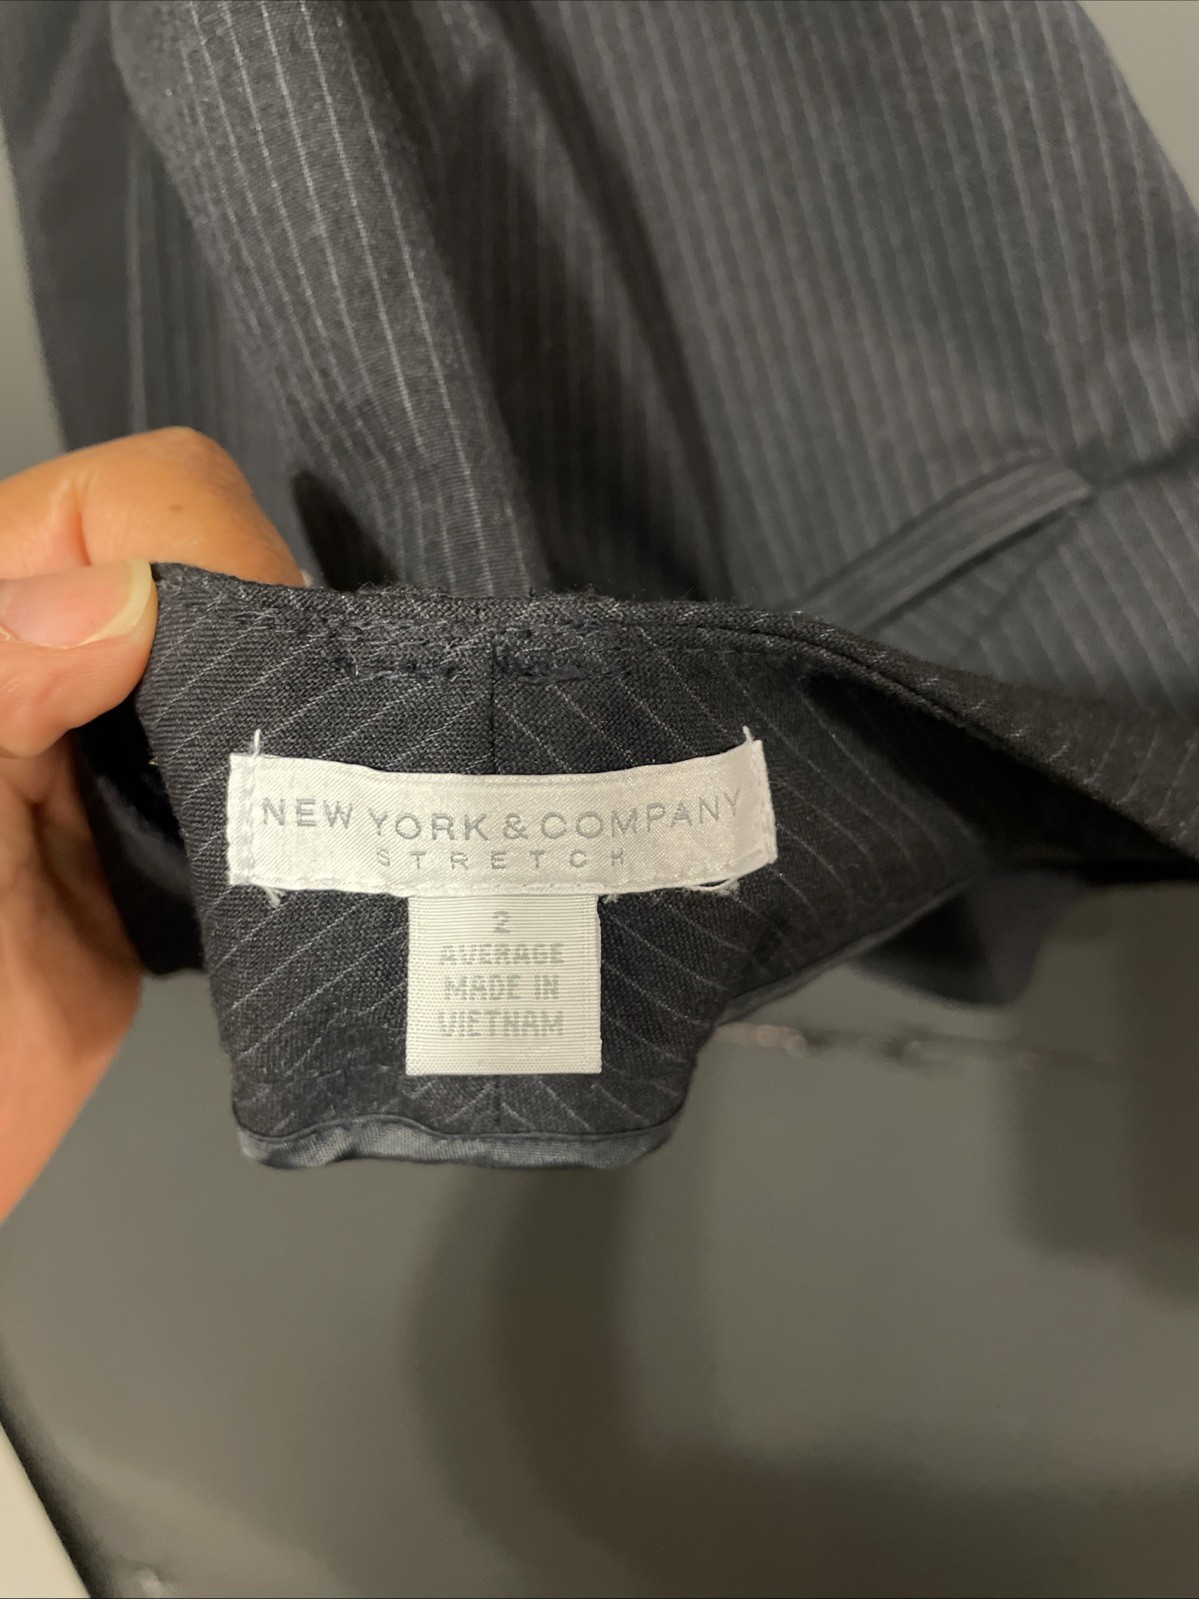 NEW YORK & COMPANY
STRETCH
2
AVERAGE
MADE IN
VIETNAM